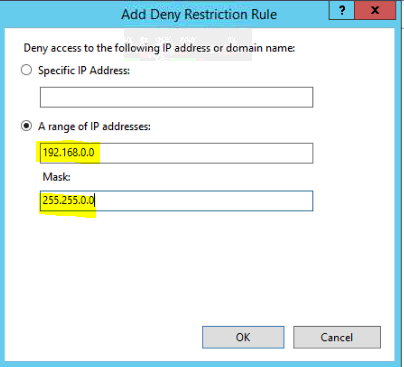 Add Deny Restriction Rule
? x
Deny access to the following IP address or domain name:
Specific IP Address:
A range of IP addresses:
192.168.0.0
Mask:
255.255.0.0
OK
Cancel